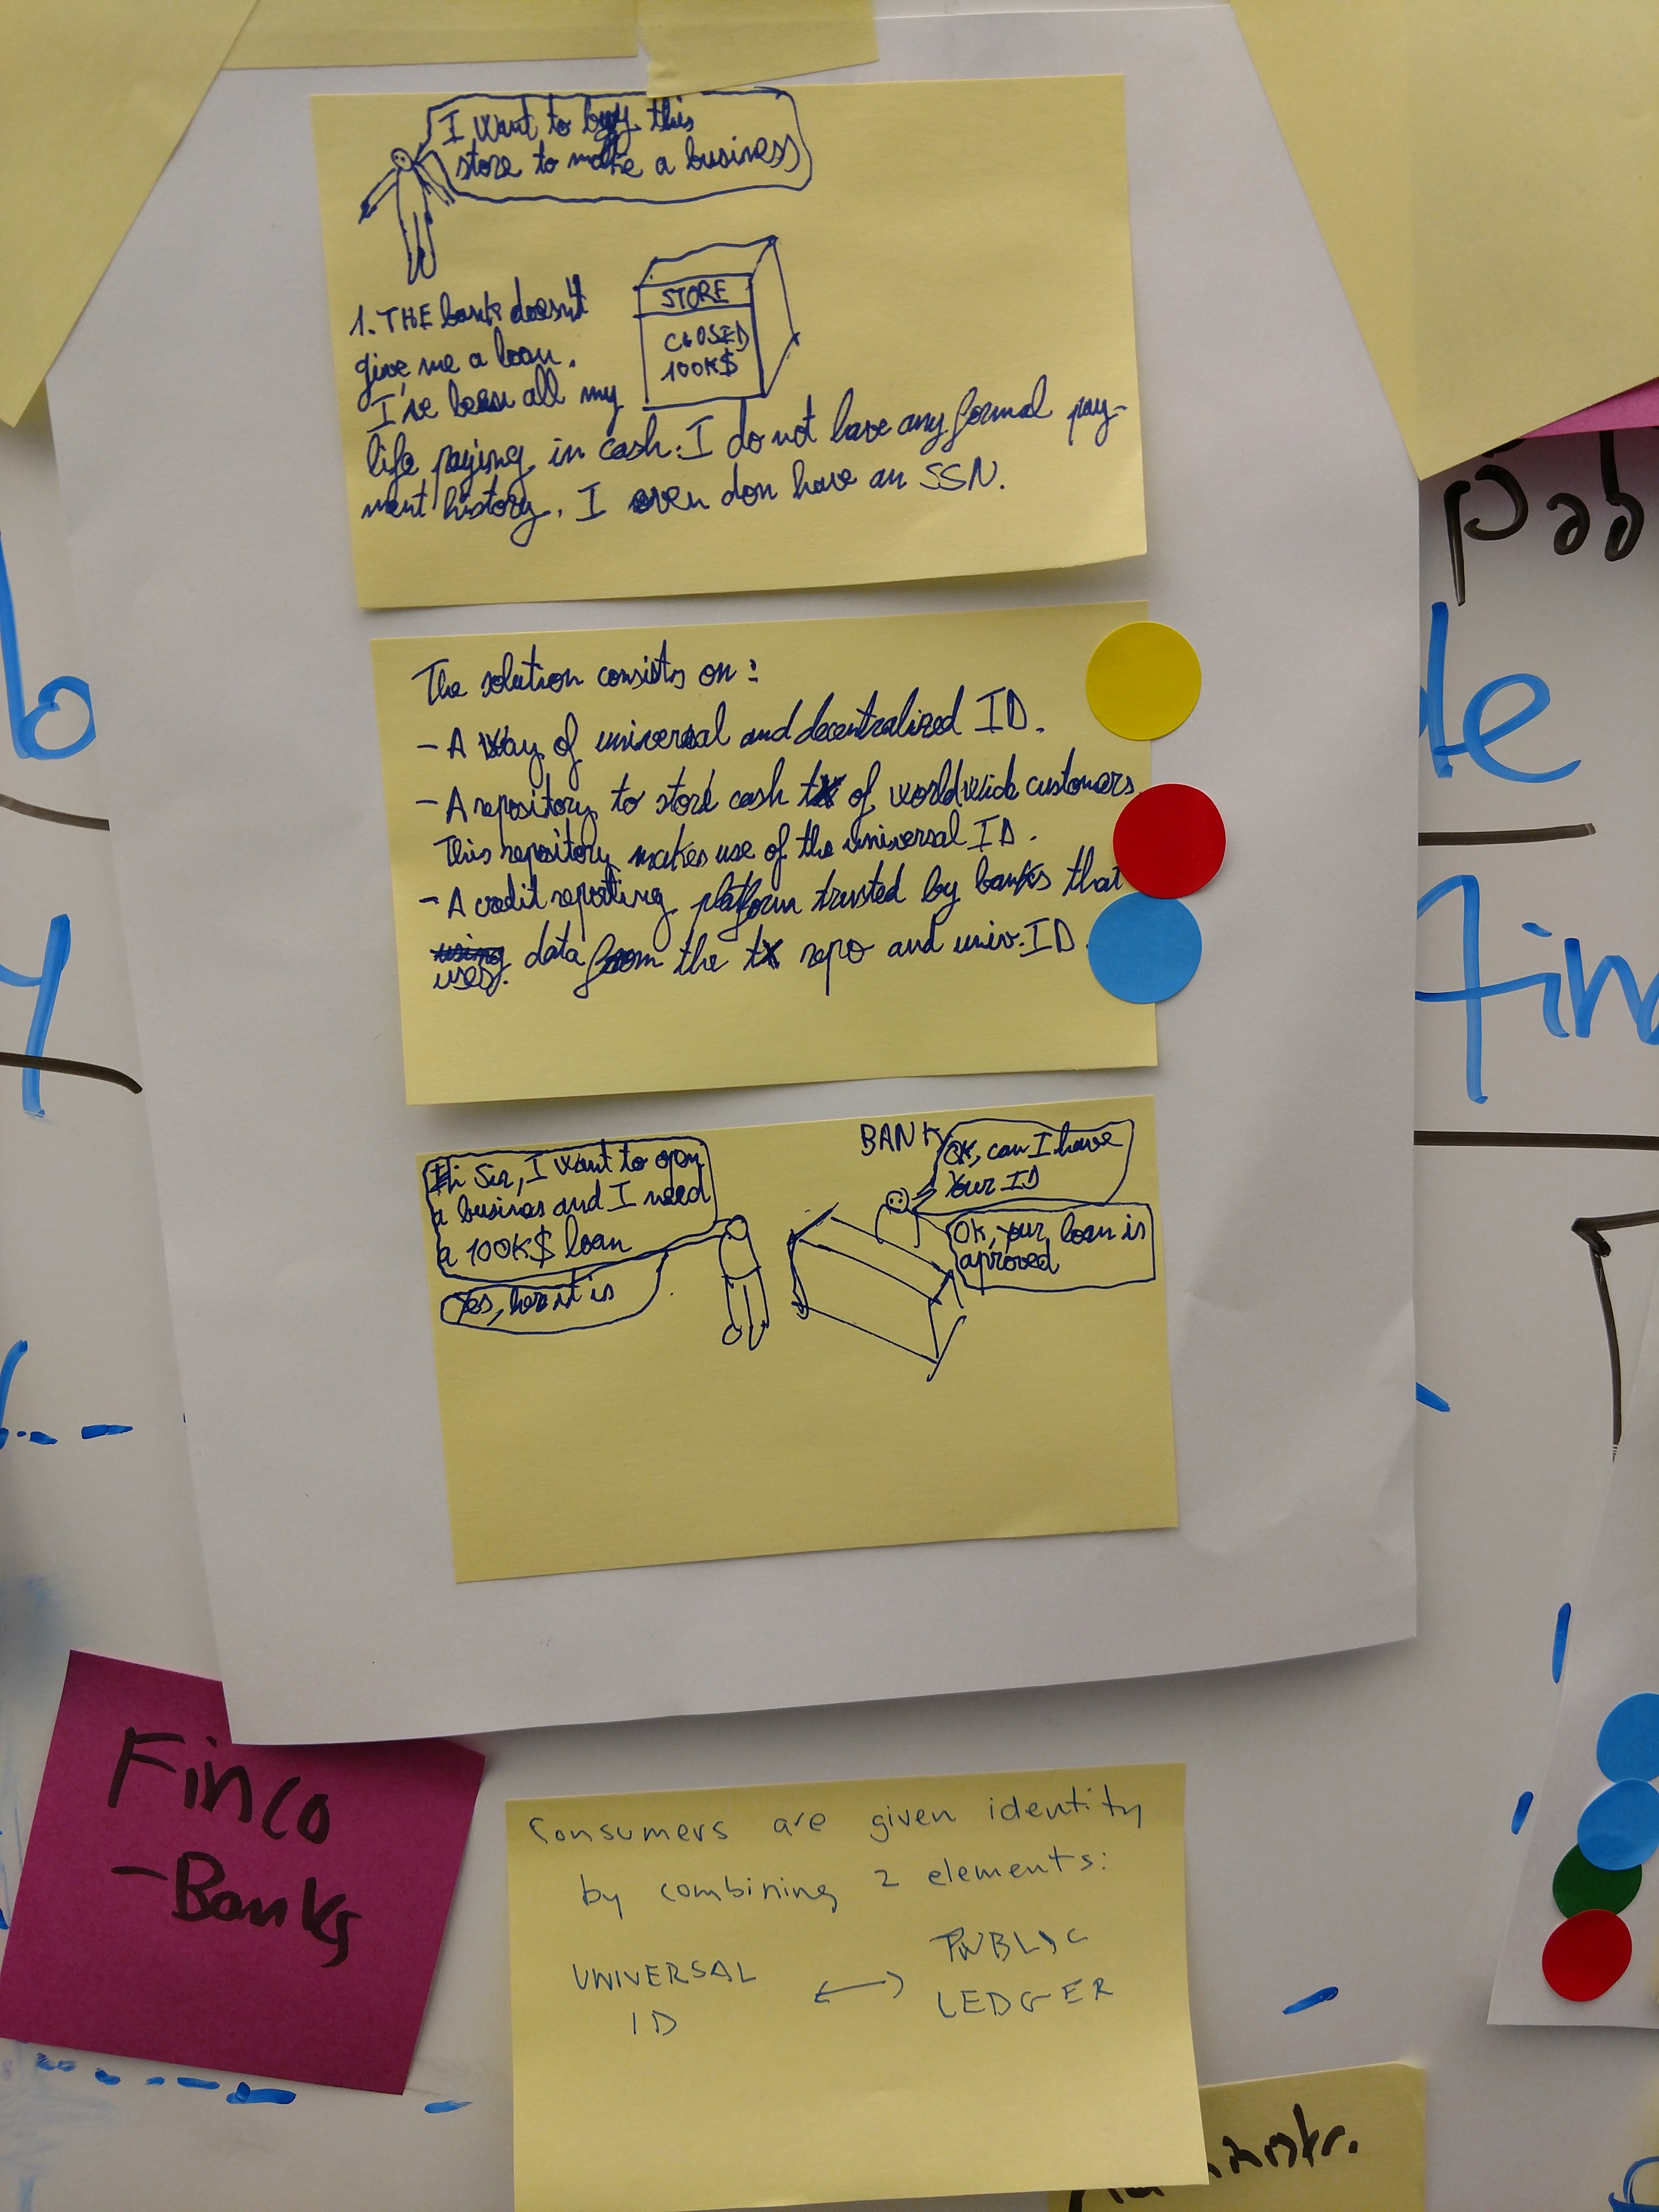 I want to buy this
store to make a business
STORE
CLOSED
100K$
1. THE bank doesn't
give me a loan.
I've been all my
life paying in cash. I do not have any formal pay-
ment history. I even don have an SSN.
The solution consists on:
- A way of universal and decentralized ID.
- A repository to store cash tx of worldwide customers.
This repository makes use of the universal ID.
- A credit reporting platform trusted by banks that
using data from the tx repo and univ. ID.
uses.
BANK
Hi Sir, I want to open
a business and I need
a 100K$ loan
OK, can I have
Your ID
Yes, here it is
OK, your loan is
aproved
Finco
- Banks
Consumers are given identity
by combining 2 elements:
UNIVERSAL
ID
↔
PUBLIC
LEDGER